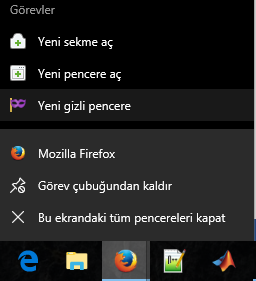 Görevler
Yeni sekme aç
Yeni pencere aç
Yeni gizli pencere
Mozilla Firefox
Görev çubuğundan kaldır
Bu ekrandaki tüm pencereleri kapat